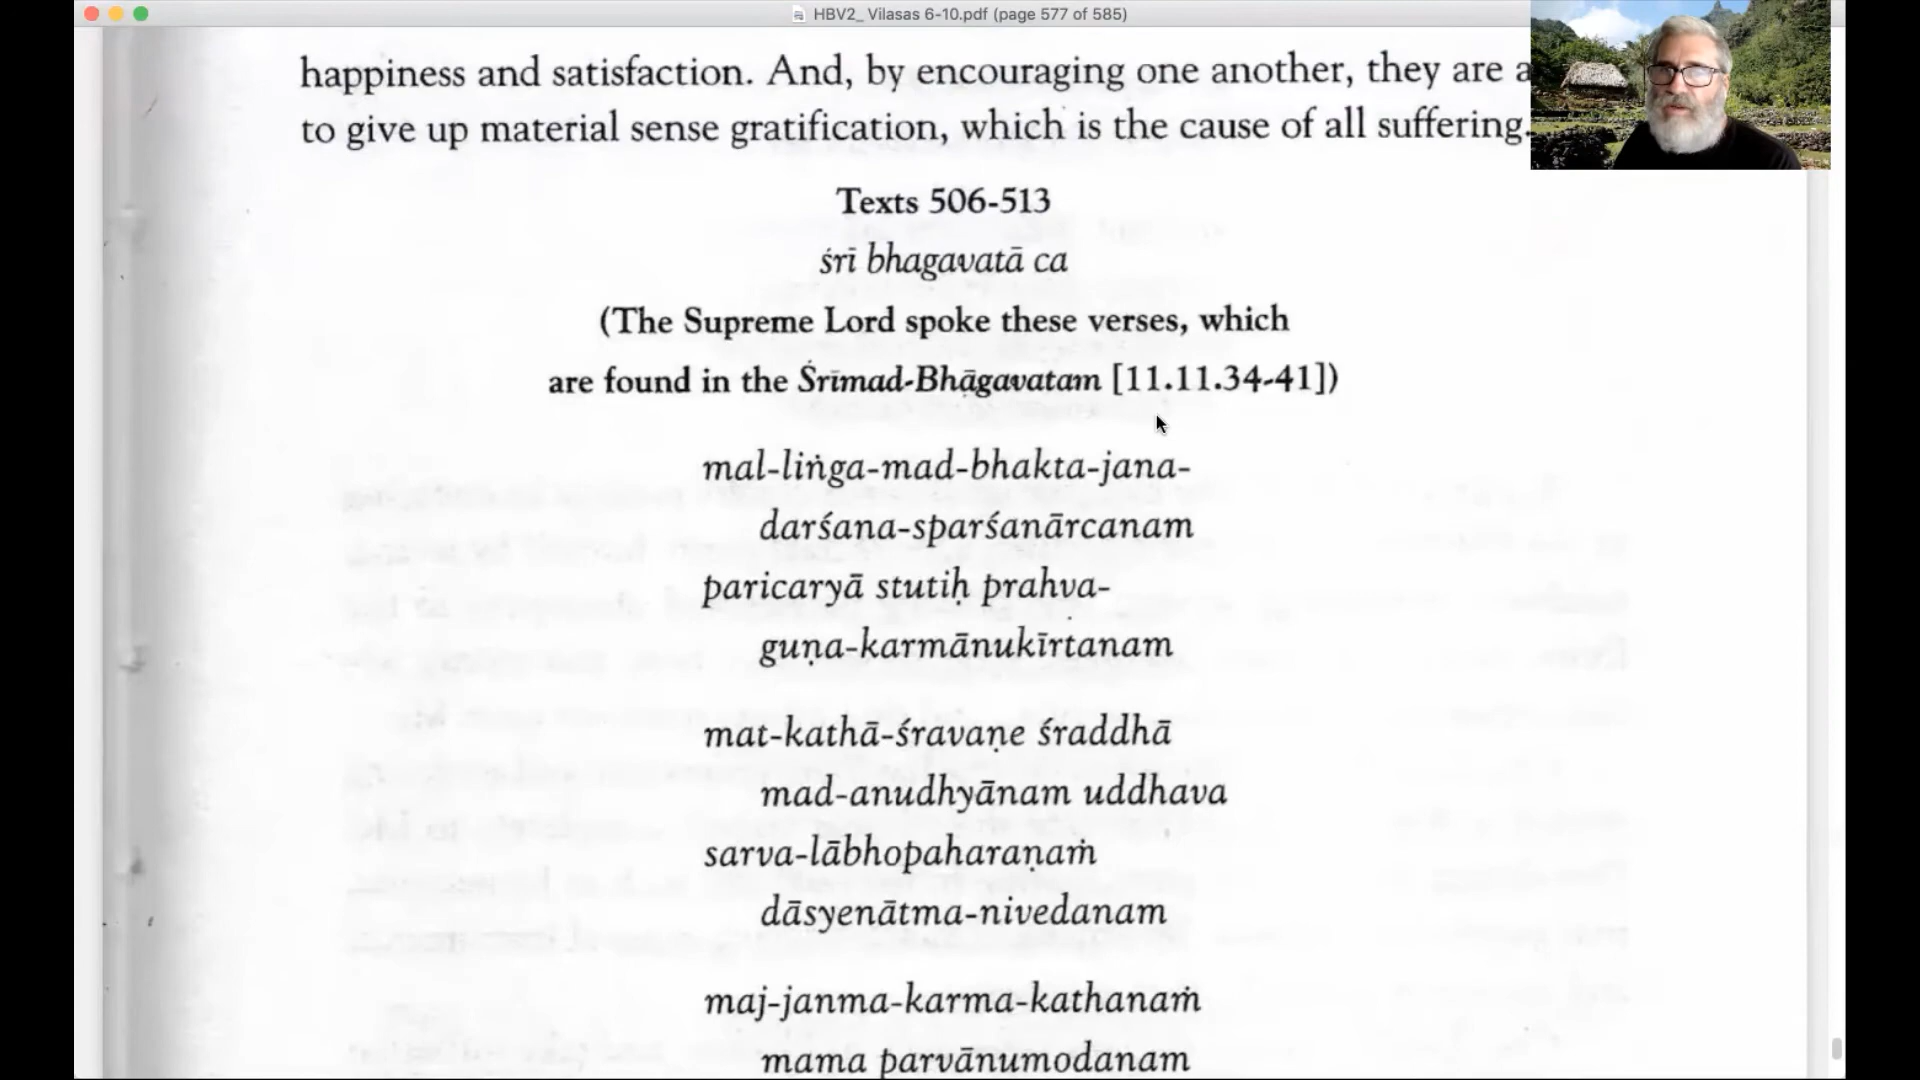 HBV2_ Vilasas 6-10.pdf (page 577 of 585)
happiness and satisfaction. And, by encouraging one another, they are
to give up material sense gratification, which is the cause of all suffering.
Texts 506-513
śrī bhagavatā ca
(The Supreme Lord spoke these verses, which
are found in the Śrīmad-Bhāgavatam [11.11.34-41])
mal-liṅga-mad-bhakta-jana-
darśana-sparśanārcanam
paricaryā stutiḥ prahva-
guṇa-karmānukīrtanam
mat-kathā-śravaṇe śraddhā
mad-anudhyānam uddhava
sarva-lābhopaharaṇaṁ
dāsyenātma-nivedanam
maj-janma-karma-kathanaṁ
mama parvānumodanam